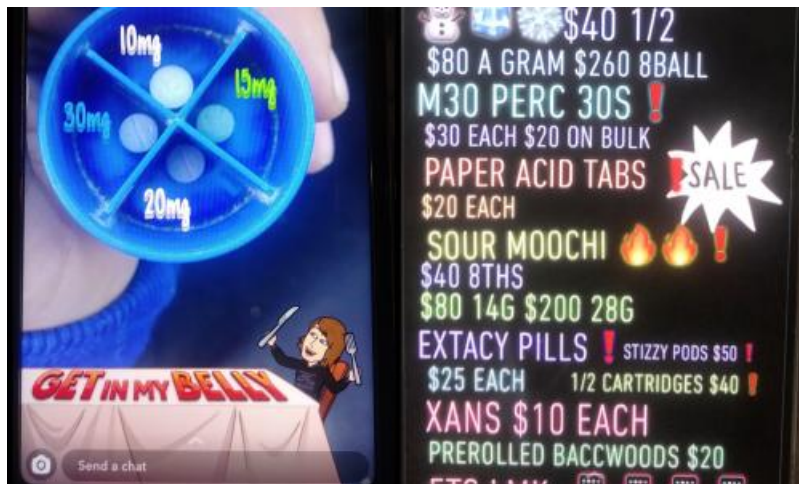 10mg
15mg
30mg
20mg
GET IN MY BELLY
Send a chat
$40 1/2
$80 A GRAM $260 8BALL
M30 PERC 30S
$30 EACH $20 ON BULK
PAPER ACID TABS
SALE
$20 EACH
SOUR MOOCHI
$40 8THS
$80 14G $200 28G
EXTACY PILLS
STIZZY PODS $50
$25 EACH
1/2 CARTRIDGES $40
XANS $10 EACH
PREROLLED BACCWOODS $20